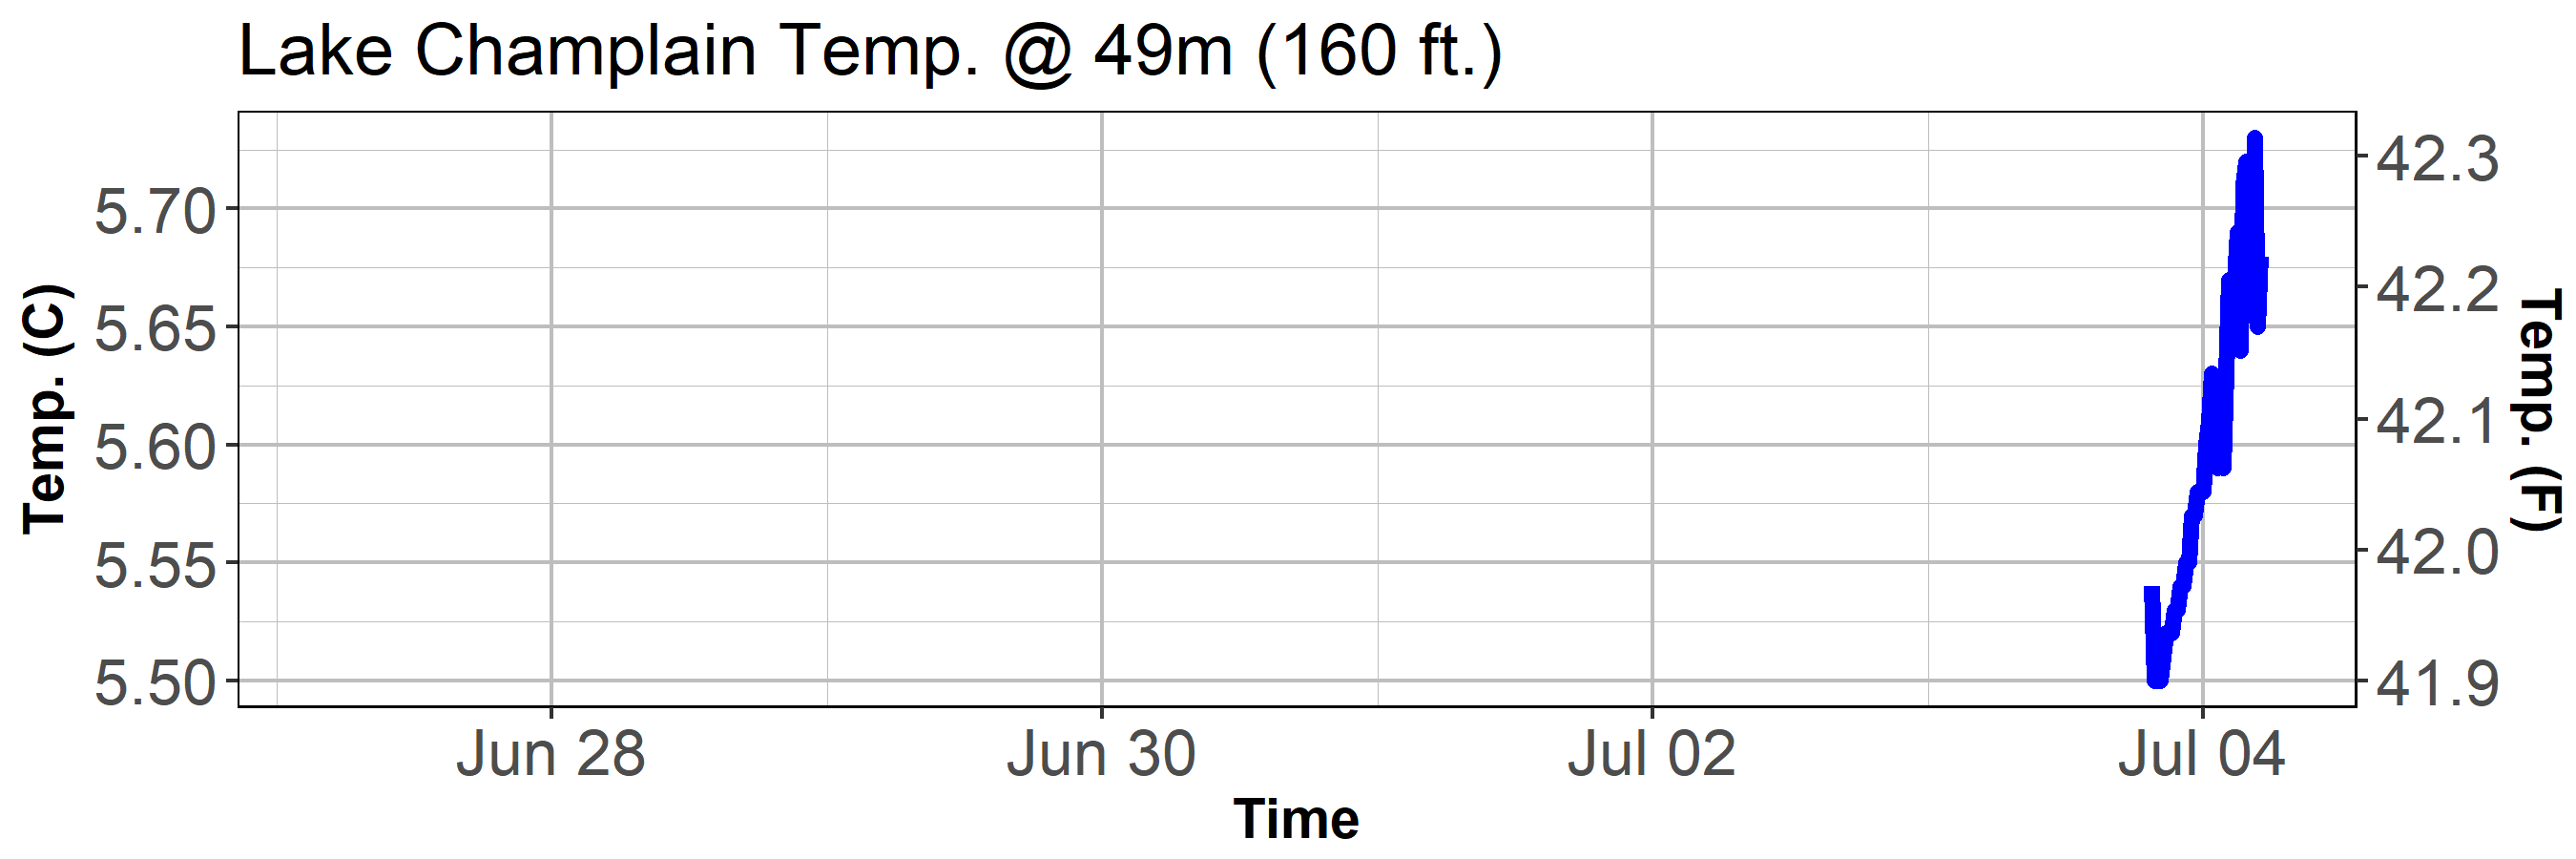 Lake Champlain Temp. @ 49m (160 ft.)
Temp. (C)
5.70
5.65
5.60
5.55
5.50
42.3
42.2
42.1
42.0
41.9
Temp. (F)
Jun 28
Jun 30
Jul 02
Jul 04
Time